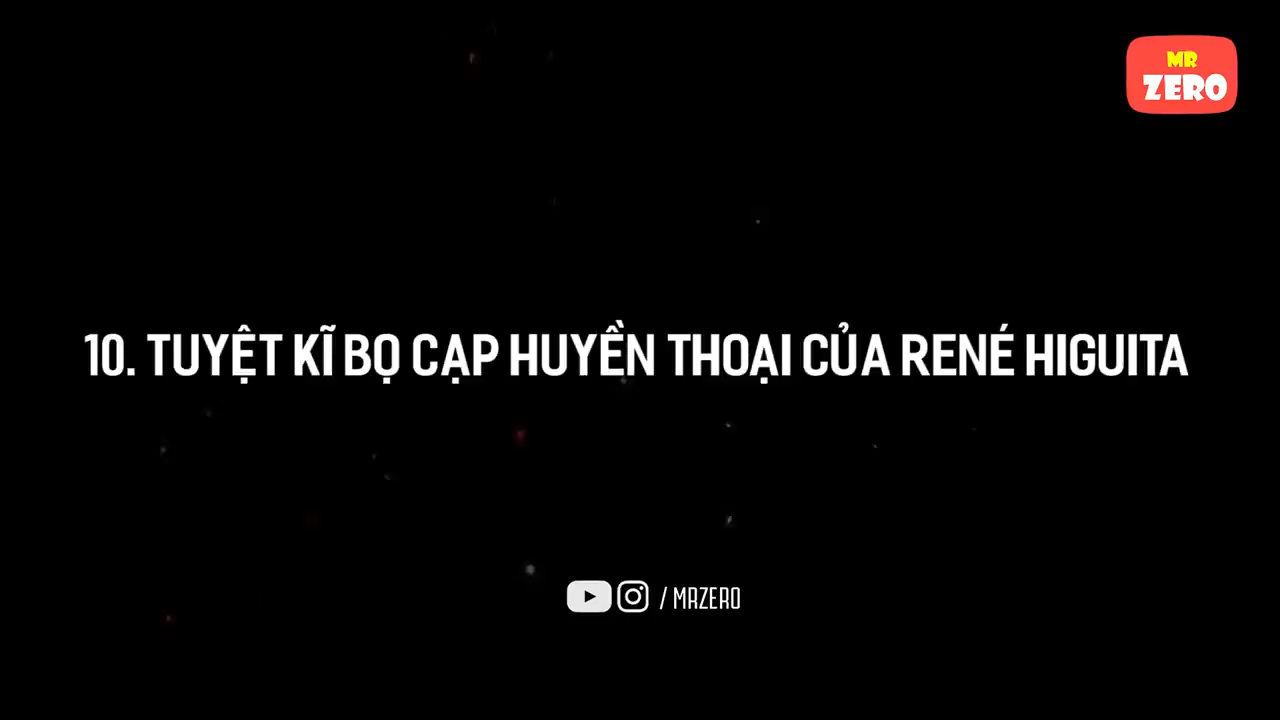 MR
ZERO
10. TUYỆT KĨ BỌ CẠP HUYỀN THOẠI CỦA RENÉ HIGUITA
/ MRZERO